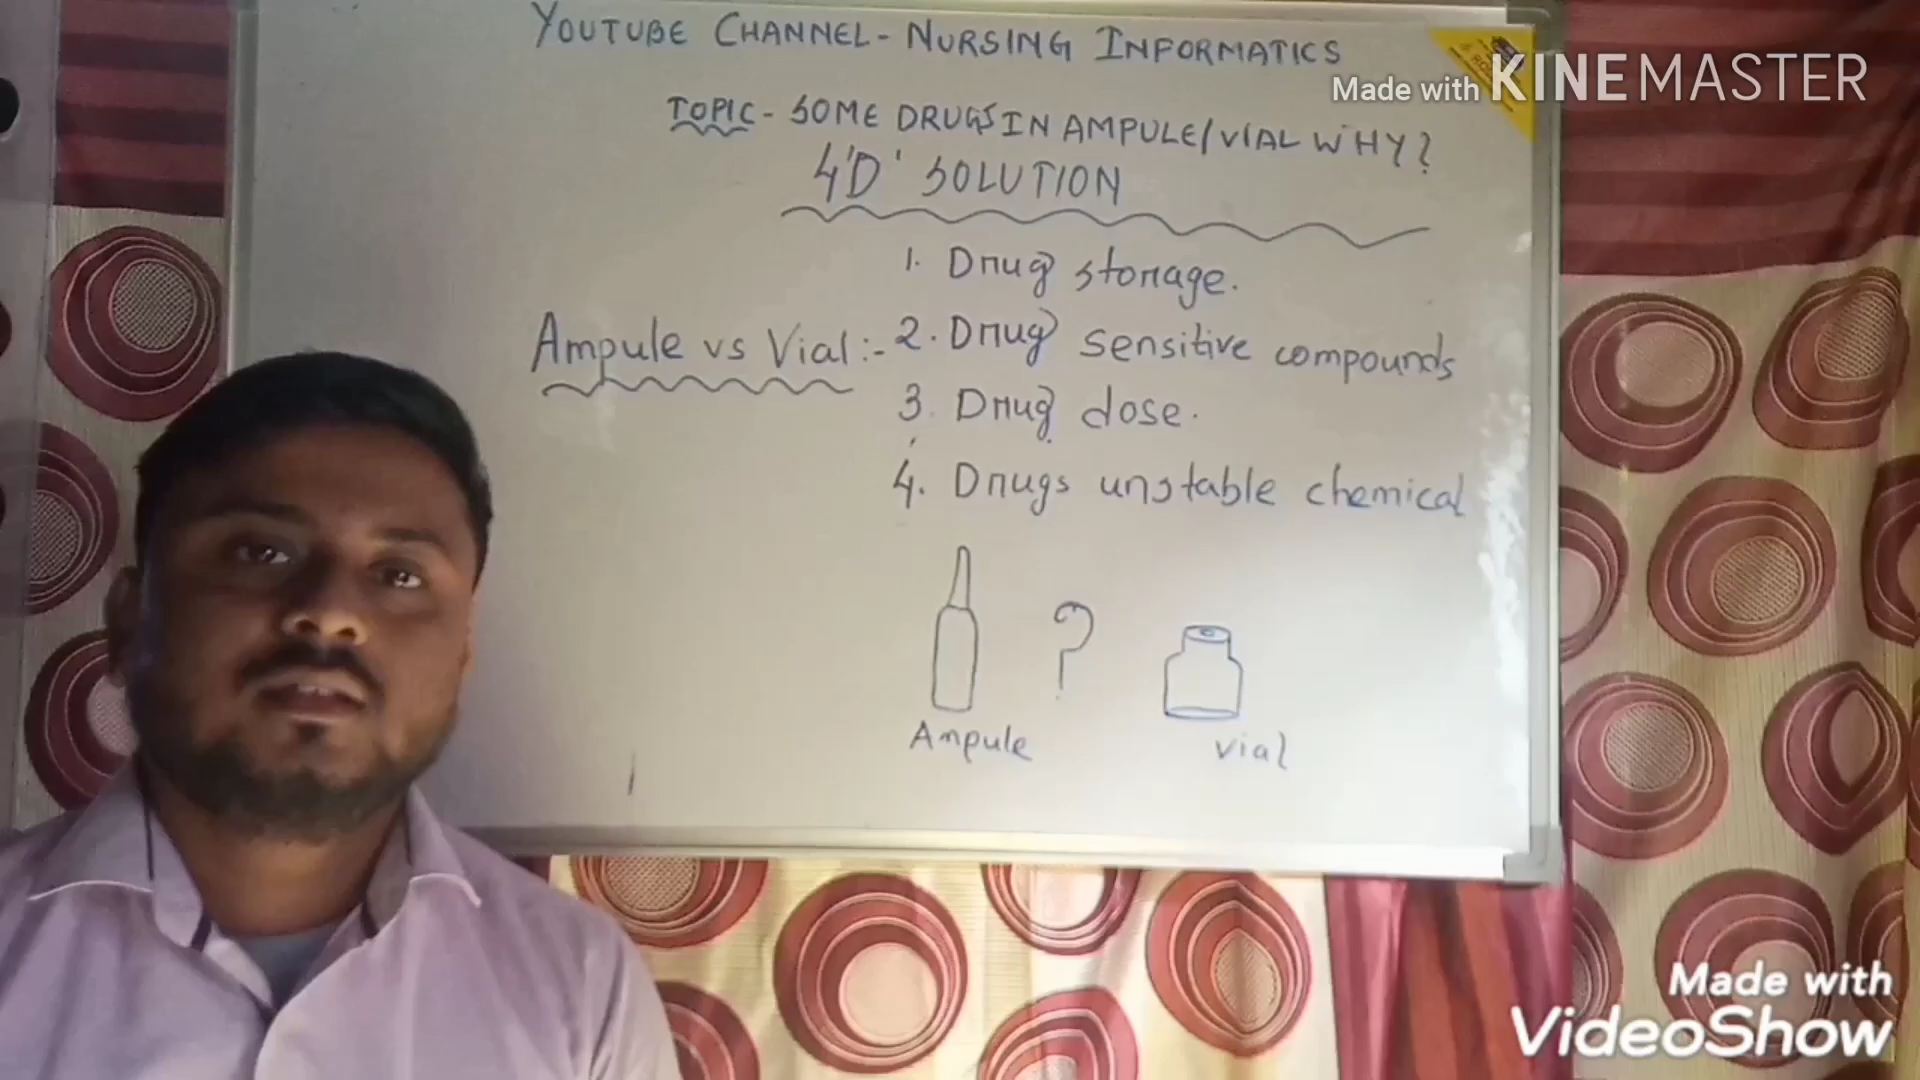 YOUTUBE CHANNEL - NURSING INFORMATICS
Made with KINEMASTER
TOPIC - SOME DRUGS IN AMPULE/VIAL WHY?
4'D' SOLUTION
1. Drug storage.
Ampule vs Vial :- 2. Drug sensitive compounds
3. Drug dose.
4. Drugs unstable chemical
?
Ampule
vial
Made with
VideoShow